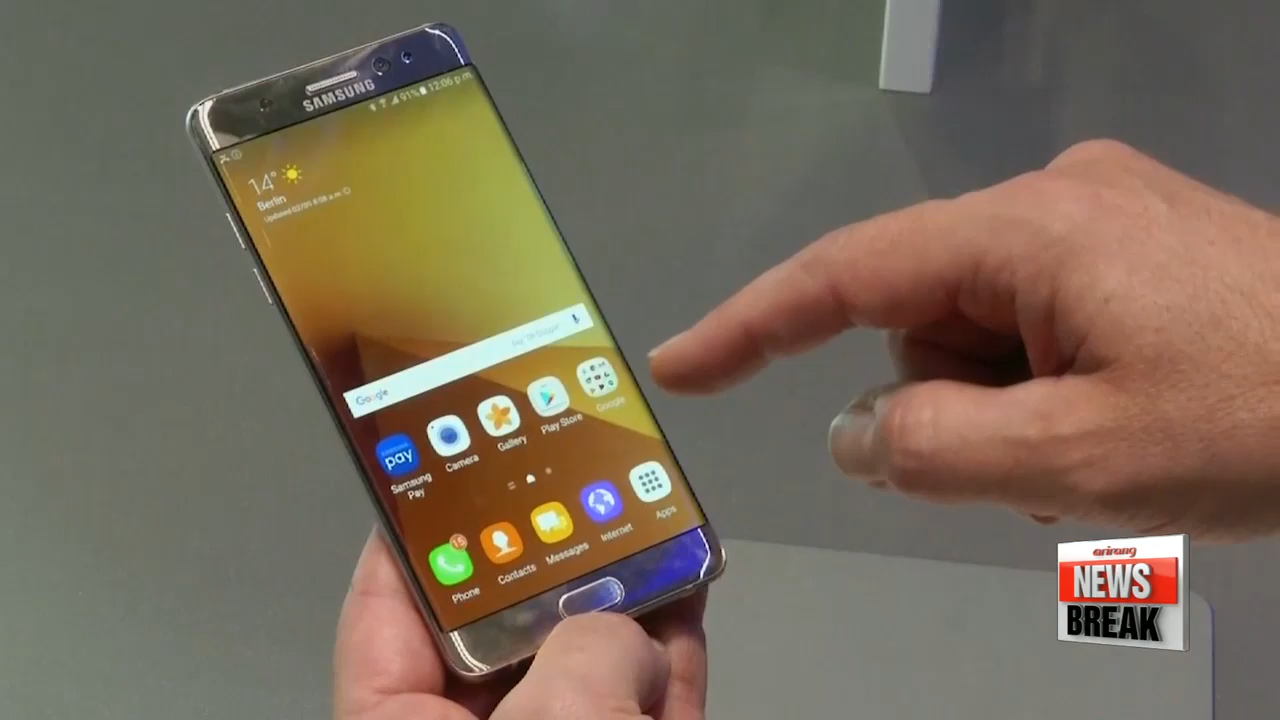 SAMSUNG
91% 12:06 p.m.
14°
Berlin
Google
Samsung
Pay
pay
Camera
Gallery
Play Store
Google
15
Phone
Contacts
Messages
Internet
Apps
arirang
NEWS
BREAK